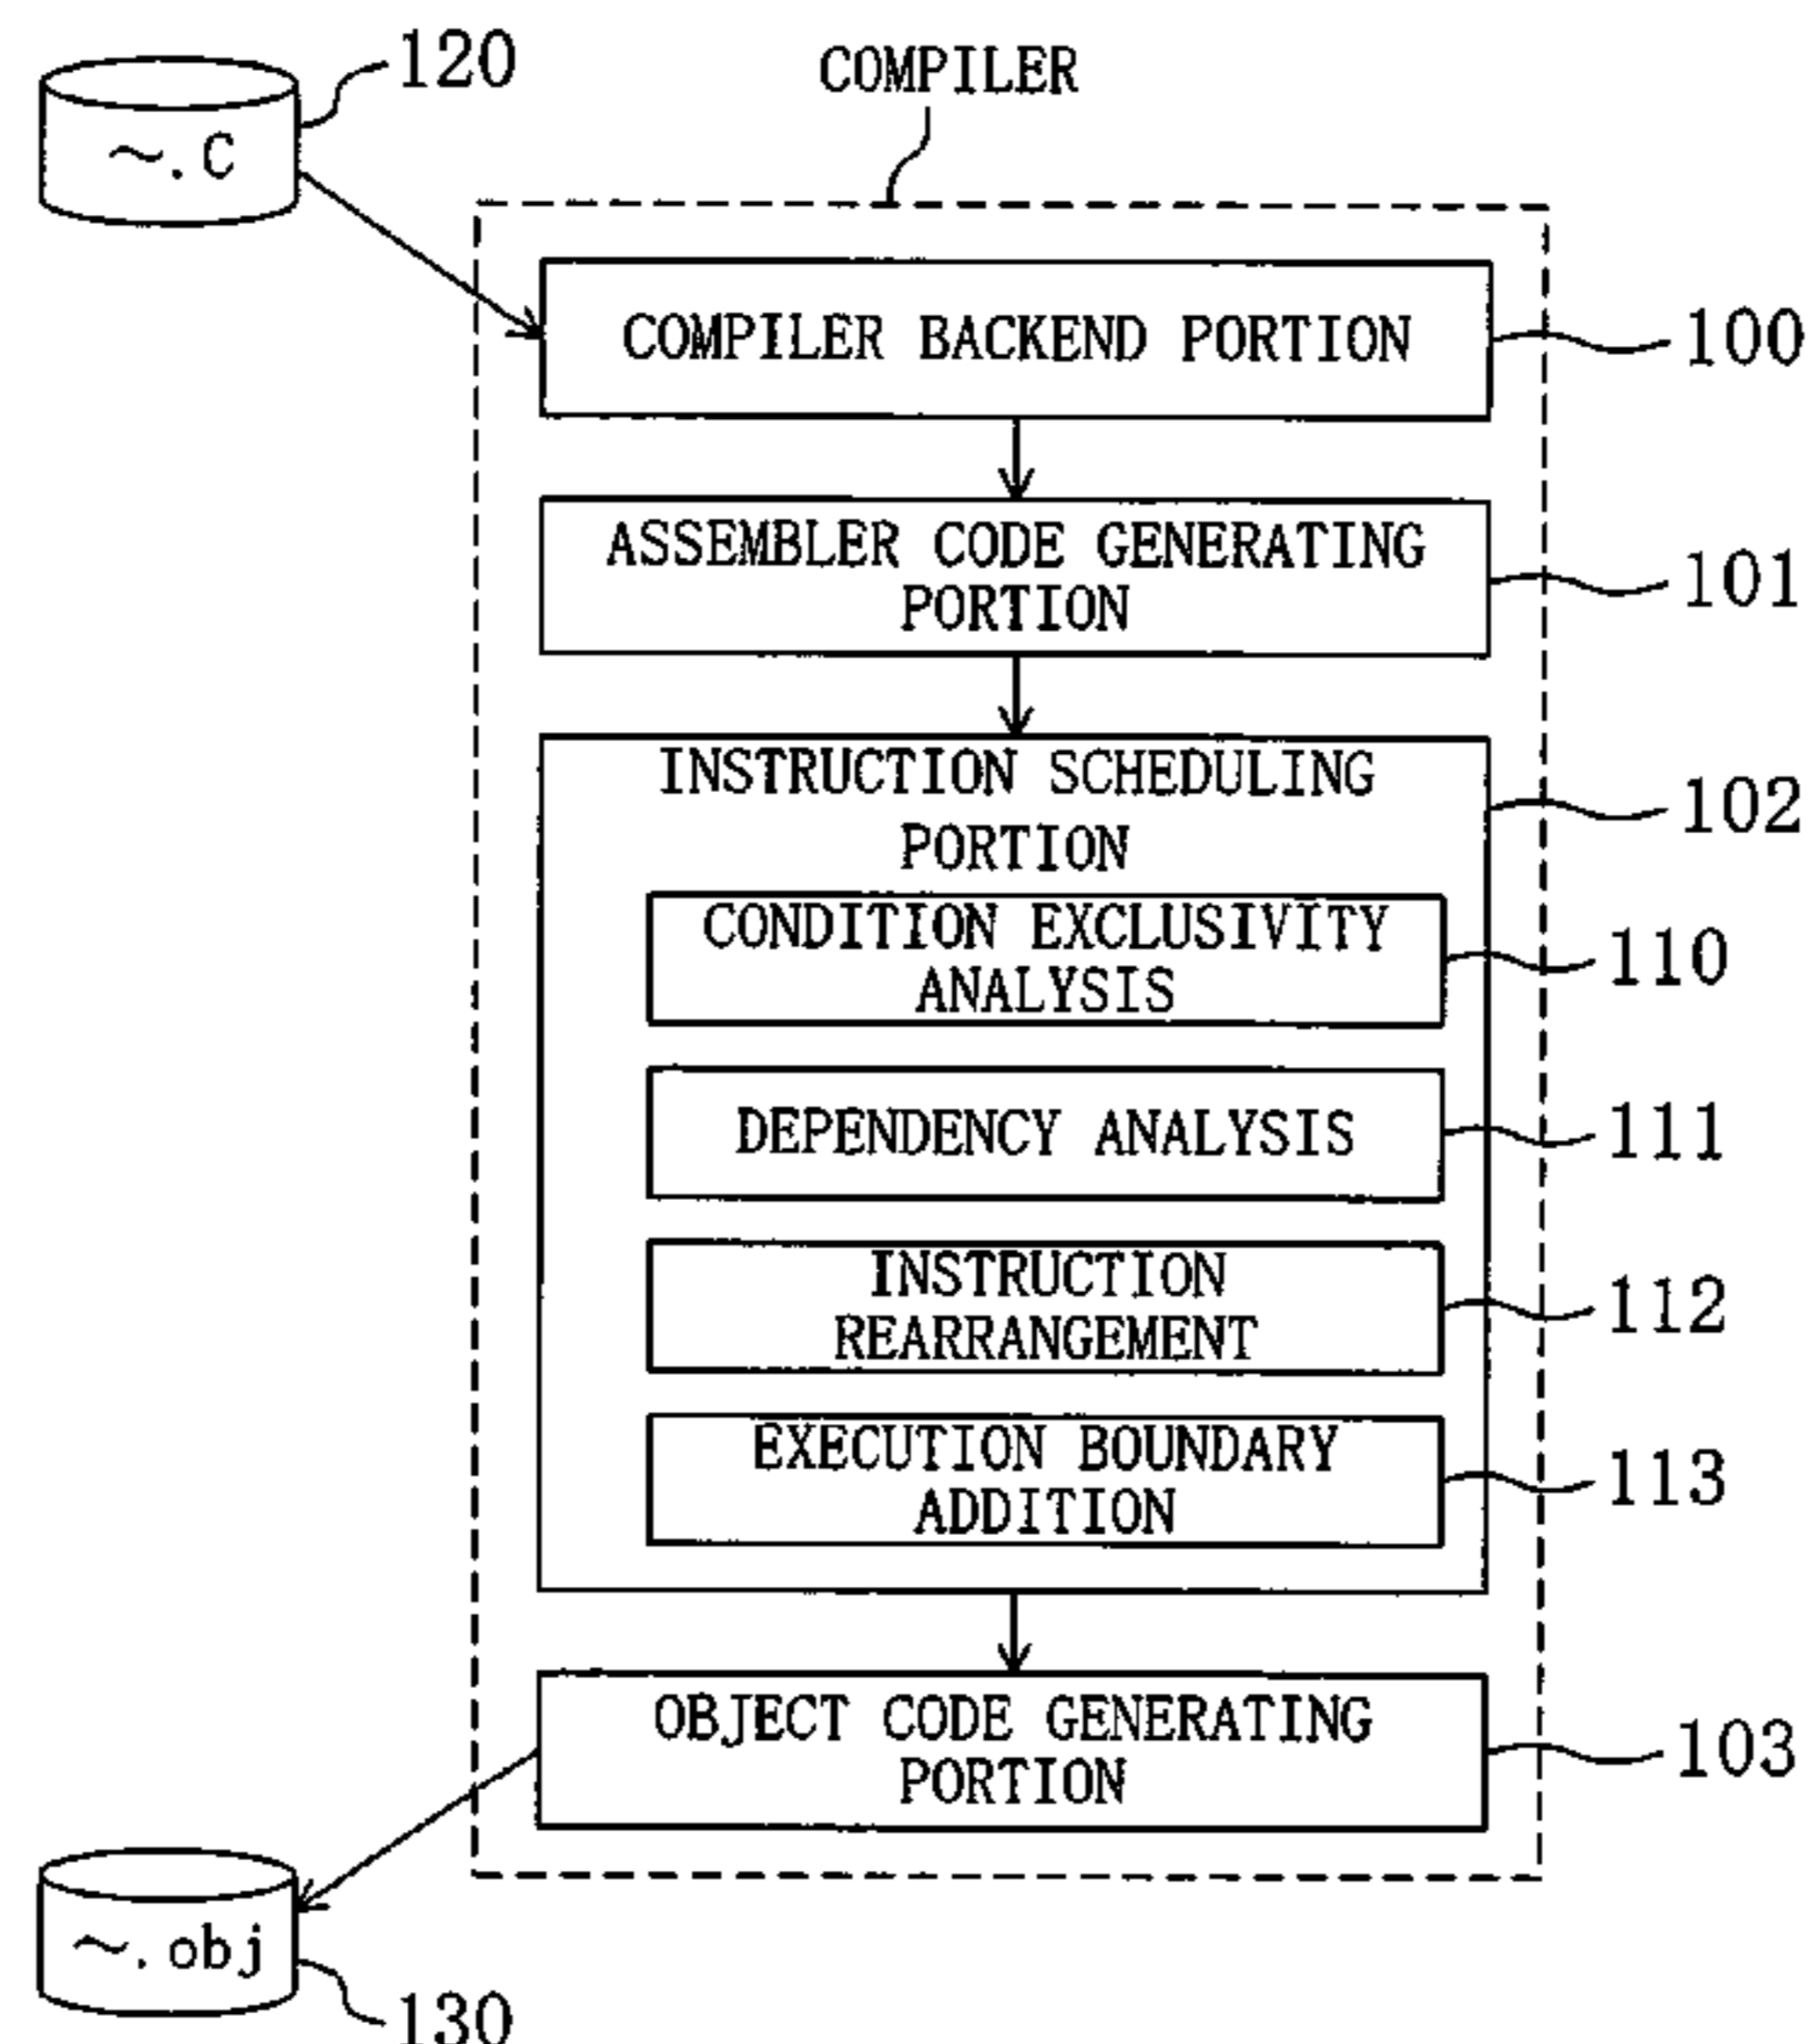 120
COMPILER
~.C
COMPILER BACKEND PORTION
100
ASSEMBLER CODE GENERATING
PORTION
101
INSTRUCTION SCHEDULING
PORTION
102
CONDITION EXCLUSIVITY
ANALYSIS
110
DEPENDENCY ANALYSIS
111
INSTRUCTION
REARRANGEMENT
112
EXECUTION BOUNDARY
ADDITION
113
OBJECT CODE GENERATING
PORTION
103
~.obj
130